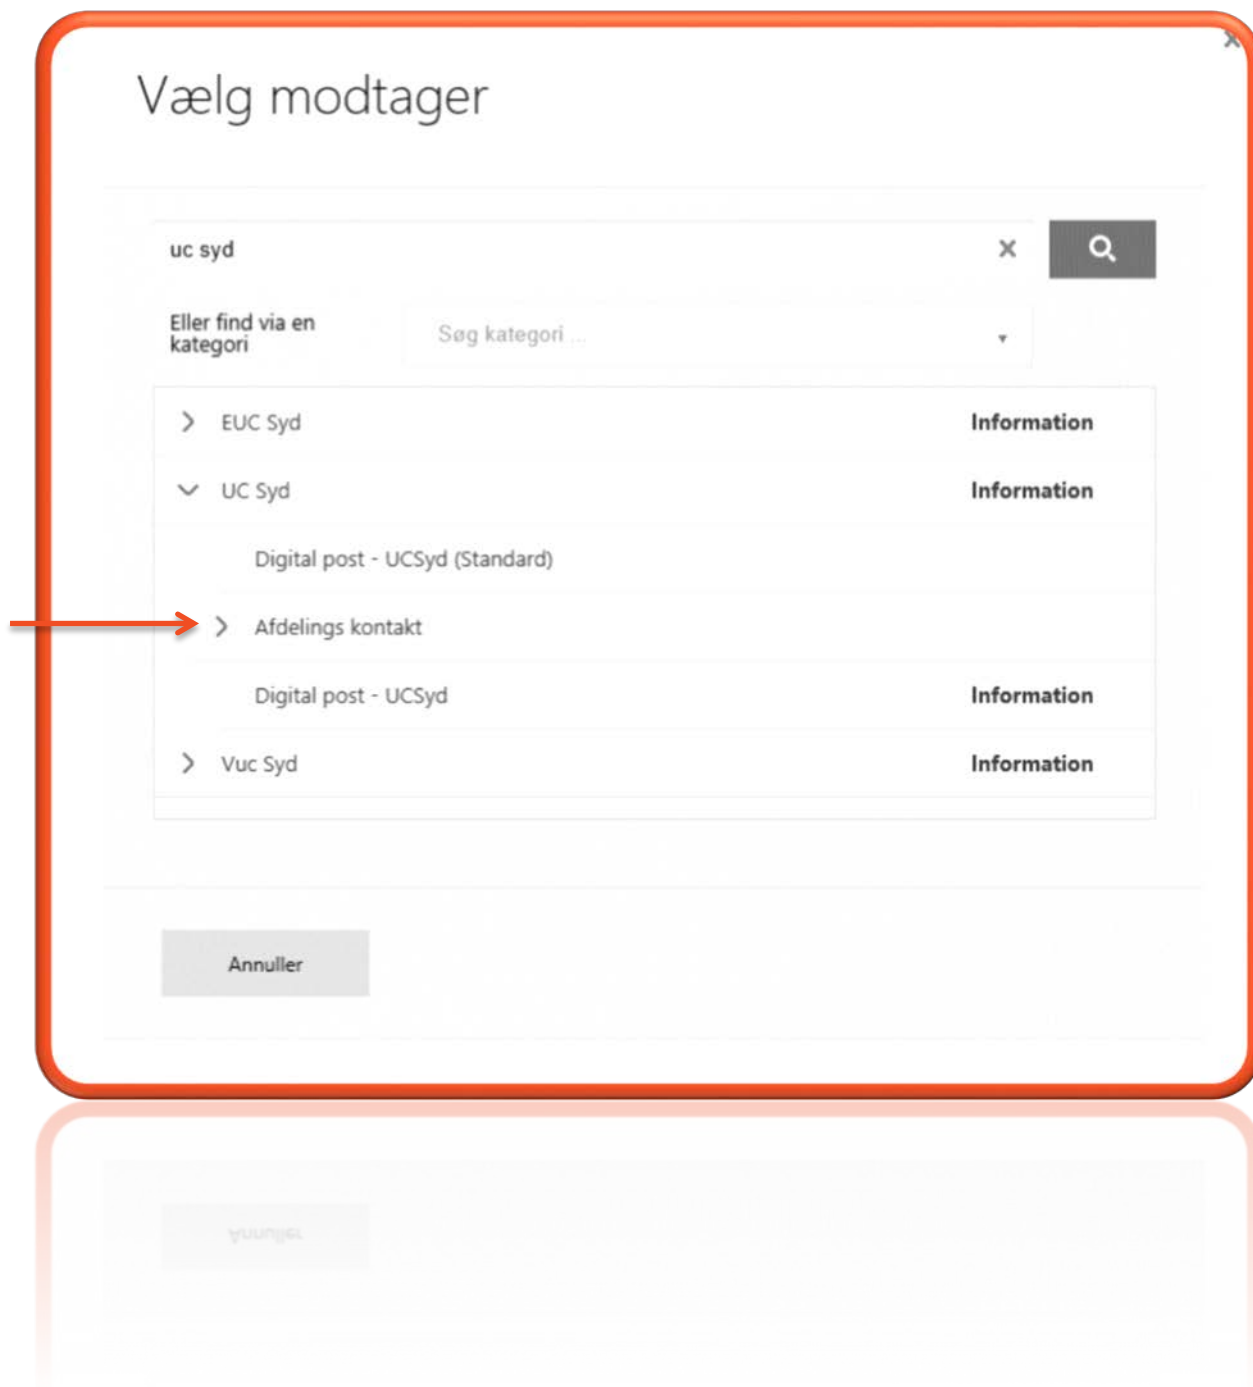 Vælg modtager
uc syd
Eller find via en
kategori
Søg kategori ...
EUC Syd Information
UC Syd Information
Digital post - UCSyd (Standard)
Afdelings kontakt
Digital post - UCSyd Information
Vuc Syd Information
Annuller
Annuller